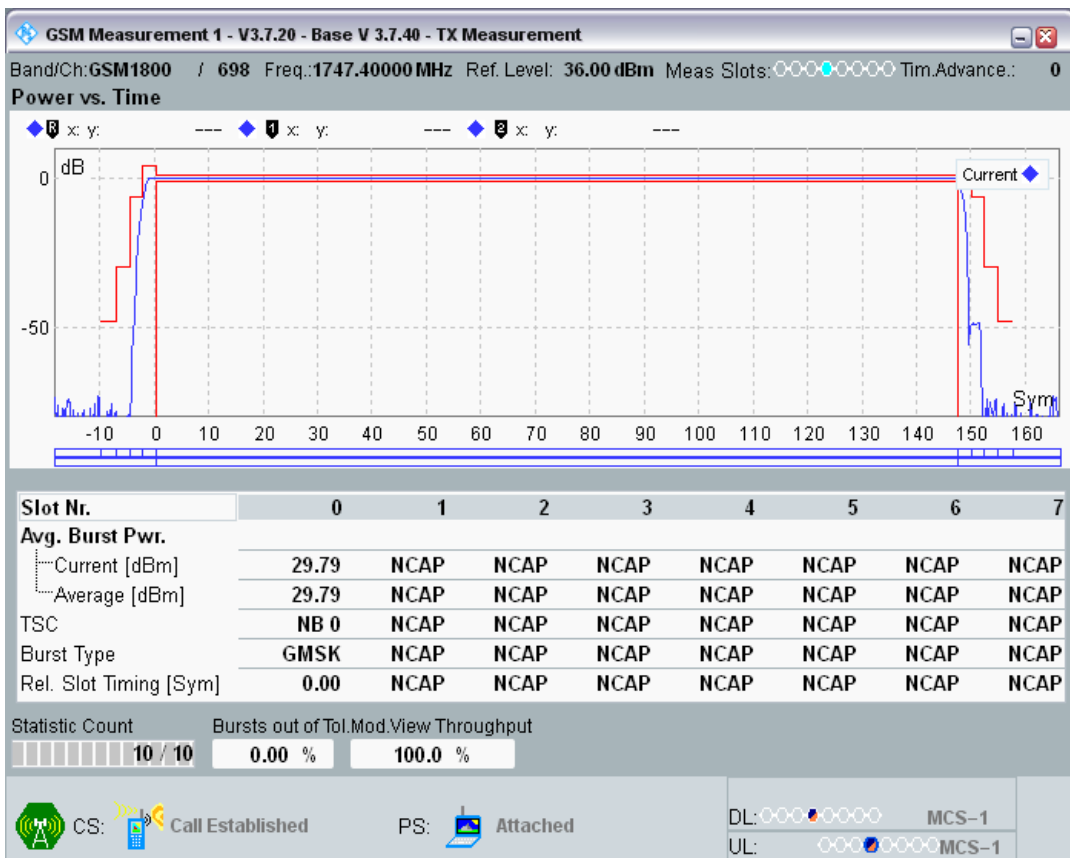 GSM Measurement 1 - V3.7.20 - Base V 3.7.40 - TX Measurement
Band/Ch:GSM1800 / 698 Freq.:1747.40000 MHz Ref. Level: 36.00 dBm Meas Slots: Tim.Advance.: 0
Power vs. Time
R x: y: --- 1 x: y: --- 2 x: y: ---
dB
Current
0
-50
Sym
-10 0 10 20 30 40 50 60 70 80 90 100 110 120 130 140 150 160
Slot Nr. 0 1 2 3 4 5 6 7
Avg. Burst Pwr.
Current [dBm] 29.79 NCAP NCAP NCAP NCAP NCAP NCAP NCAP
Average [dBm] 29.79 NCAP NCAP NCAP NCAP NCAP NCAP NCAP
TSC NB 0 NCAP NCAP NCAP NCAP NCAP NCAP NCAP
Burst Type GMSK NCAP NCAP NCAP NCAP NCAP NCAP NCAP
Rel. Slot Timing [Sym] 0.00 NCAP NCAP NCAP NCAP NCAP NCAP NCAP
Statistic Count Bursts out of Tol.Mod.View Throughput
10 / 10 0.00 % 100.0 %
CS: Call Established PS: Attached DL: MCS-1
UL: MCS-1